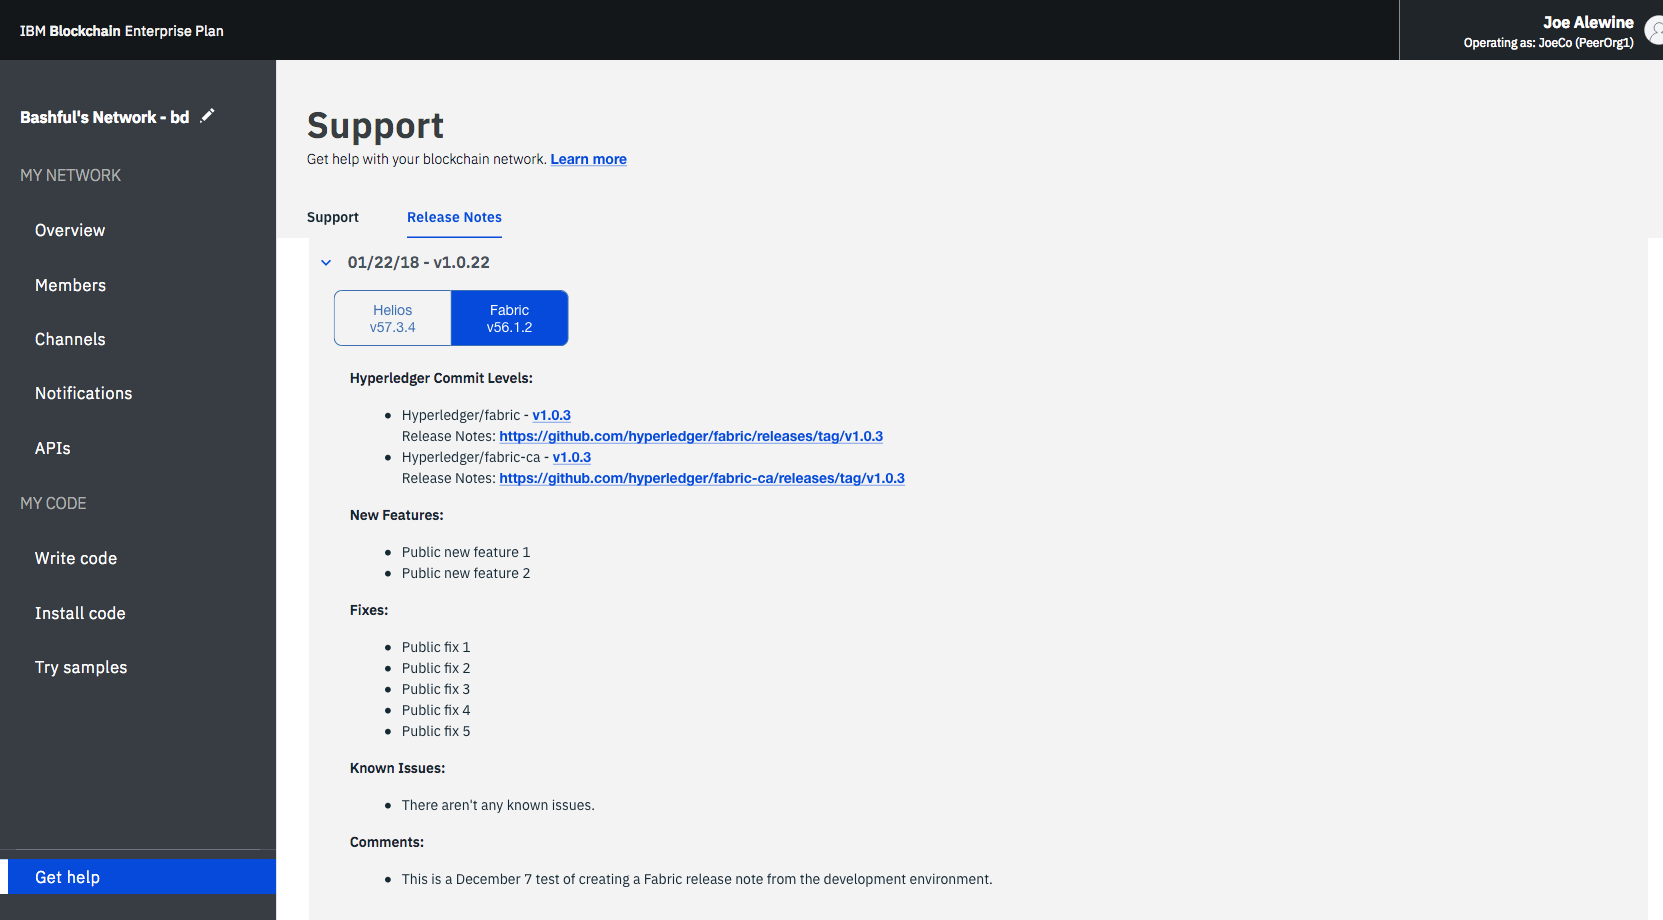 IBM Blockchain Enterprise Plan
Joe Alewine
Operating as: JoeCo (PeerOrg1)
Bashful's Network - bd
MY NETWORK
Overview
Members
Channels
Notifications
APIs
MY CODE
Write code
Install code
Try samples
Get help
Support
Get help with your blockchain network. Learn more
Support Release Notes
01/22/18 - v1.0.22
Helios Fabric
v57.3.4 v56.1.2
Hyperledger Commit Levels:
Hyperledger/fabric - v1.0.3
Release Notes: https://github.com/hyperledger/fabric/releases/tag/v1.0.3
Hyperledger/fabric-ca - v1.0.3
Release Notes: https://github.com/hyperledger/fabric-ca/releases/tag/v1.0.3
New Features:
Public new feature 1
Public new feature 2
Fixes:
Public fix 1
Public fix 2
Public fix 3
Public fix 4
Public fix 5
Known Issues:
There aren't any known issues.
Comments:
This is a December 7 test of creating a Fabric release note from the development environment.